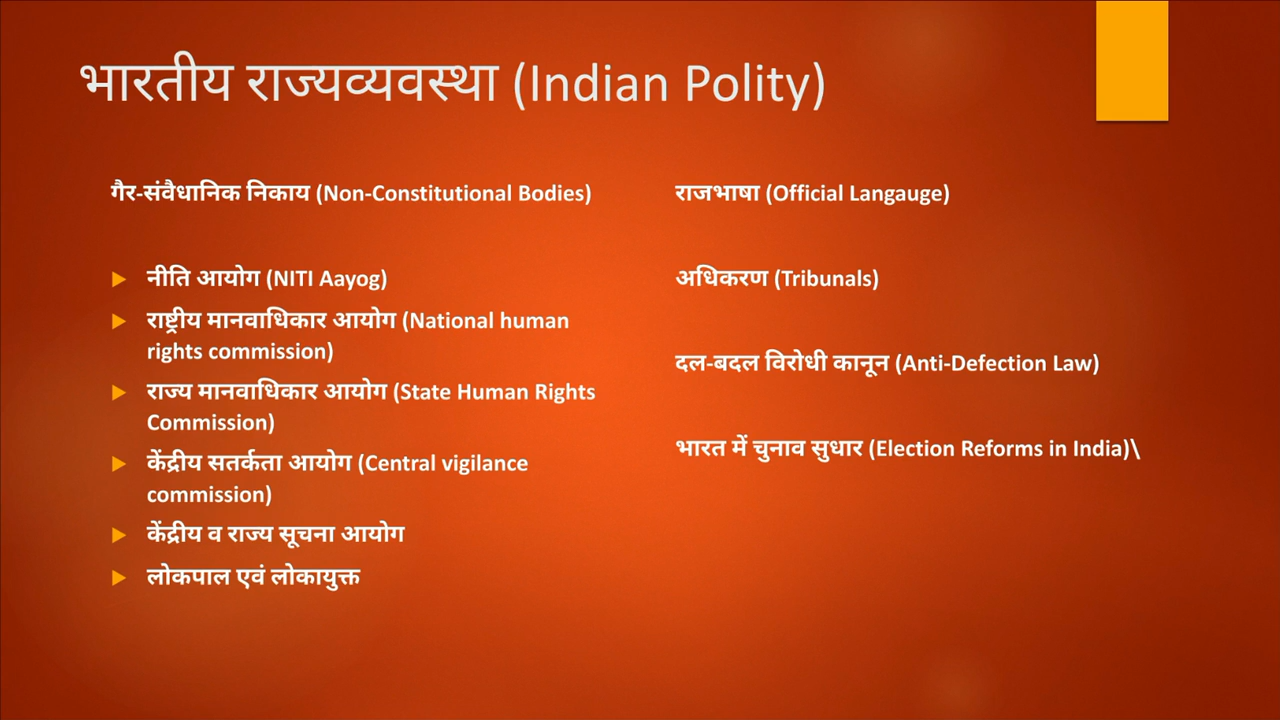 भारतीय राज्यव्यवस्था (Indian Polity)
गैर-संवैधानिक निकाय (Non-Constitutional Bodies)
नीति आयोग (NITI Aayog)
राष्ट्रीय मानवाधिकार आयोग (National human
rights commission)
राज्य मानवाधिकार आयोग (State Human Rights
Commission)
केंद्रीय सतर्कता आयोग (Central vigilance
commission)
केंद्रीय व राज्य सूचना आयोग
लोकपाल एवं लोकायुक्त
राजभाषा (Official Langauge)
अधिकरण (Tribunals)
दल-बदल विरोधी कानून (Anti-Defection Law)
भारत में चुनाव सुधार (Election Reforms in India)\